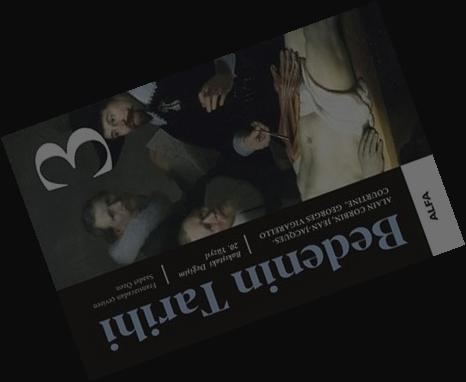 3
ALAIN CORBIN, JEAN-JACQUES
COURTINE, GEORGES VIGARELLO
Bedenin Tarihi
Bakıştaki Değişim
20. Yüzyıl
Fransızcadan çeviren
Saadet Özen
ALFA